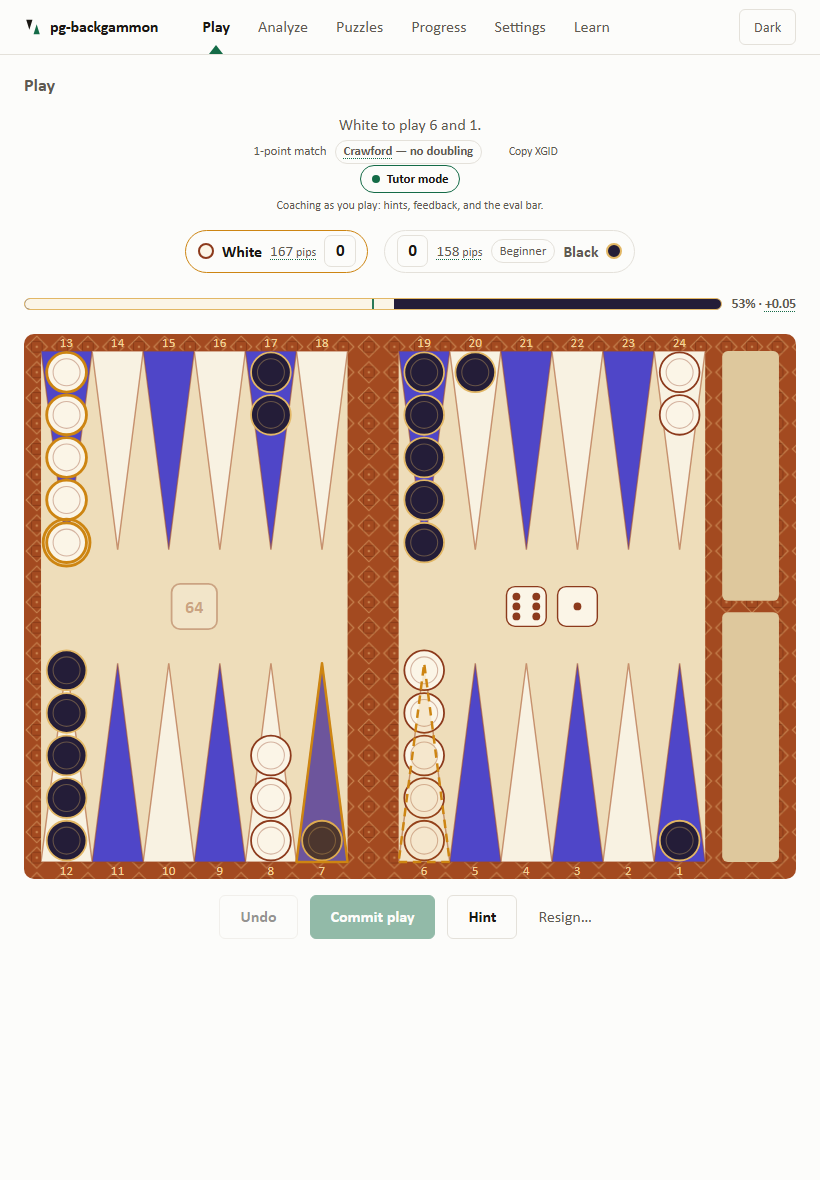 pg-backgammon Play Analyze Puzzles Progress Settings Learn Dark
Play
White to play 6 and 1.
1-point match Crawford — no doubling Copy XGID
Tutor mode
Coaching as you play: hints, feedback, and the eval bar.
White 167 pips 0 0 158 pips Beginner Black
53% · +0.05
13 14 15 16 17 18 19 20 21 22 23 24
64
12 11 10 9 8 7 6 5 4 3 2 1
Undo Commit play Hint Resign...